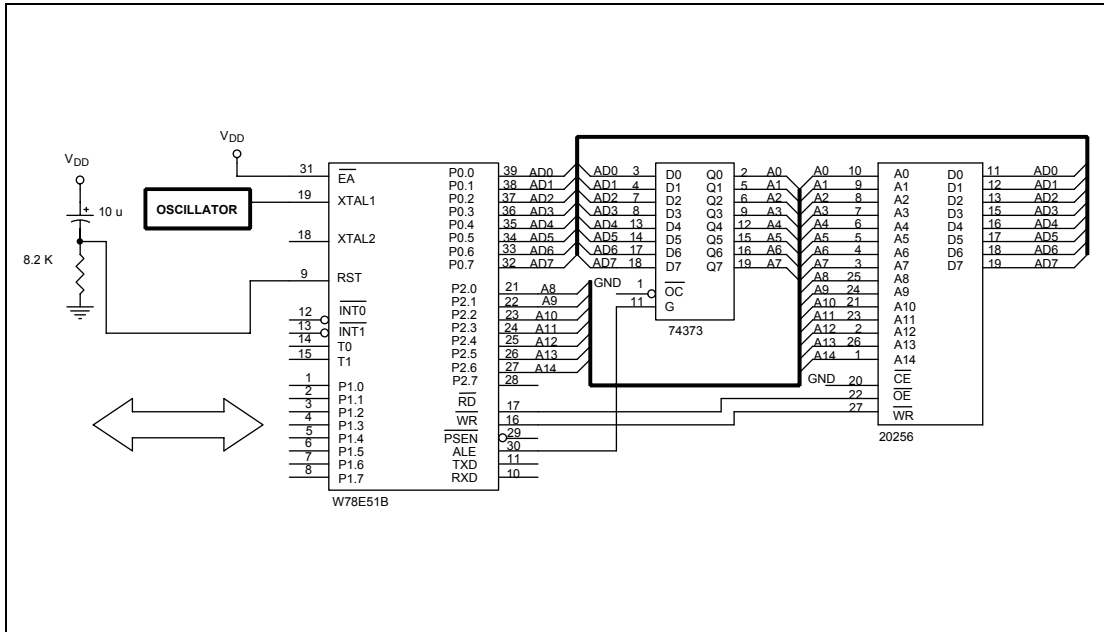 VDD
10 u
8.2 K
VDD
OSCILLATOR
31 EA
19 XTAL1
18 XTAL2
9 RST
12 INT0
13 INT1
14 T0
15 T1
1 P1.0
2 P1.1
3 P1.2
4 P1.3
5 P1.4
6 P1.5
7 P1.6
8 P1.7
P0.0 39 AD0
P0.1 38 AD1
P0.2 37 AD2
P0.3 36 AD3
P0.4 35 AD4
P0.5 34 AD5
P0.6 33 AD6
P0.7 32 AD7
P2.0 21 A8
P2.1 22 A9
P2.2 23 A10
P2.3 24 A11
P2.4 25 A12
P2.5 26 A13
P2.6 27 A14
P2.7 28
RD 17
WR 16
PSEN 29
ALE 30
TXD 11
RXD 10
W78E51B
AD0 3 D0 Q0 2 A0
AD1 4 D1 Q1 5 A1
AD2 7 D2 Q2 6 A2
AD3 8 D3 Q3 9 A3
AD4 13 D4 Q4 12 A4
AD5 14 D5 Q5 15 A5
AD6 17 D6 Q6 16 A6
AD7 18 D7 Q7 19 A7
GND 1 OC
11 G
74373
A0 10 A0 D0 11 AD0
A1 9 A1 D1 12 AD1
A2 8 A2 D2 13 AD2
A3 7 A3 D3 15 AD3
A4 6 A4 D4 16 AD4
A5 5 A5 D5 17 AD5
A6 4 A6 D6 18 AD6
A7 3 A7 D7 19 AD7
A8 25 A8
A9 24 A9
A10 21 A10
A11 23 A11
A12 2 A12
A13 26 A13
A14 1 A14
GND 20 CE
22 OE
27 WR
20256